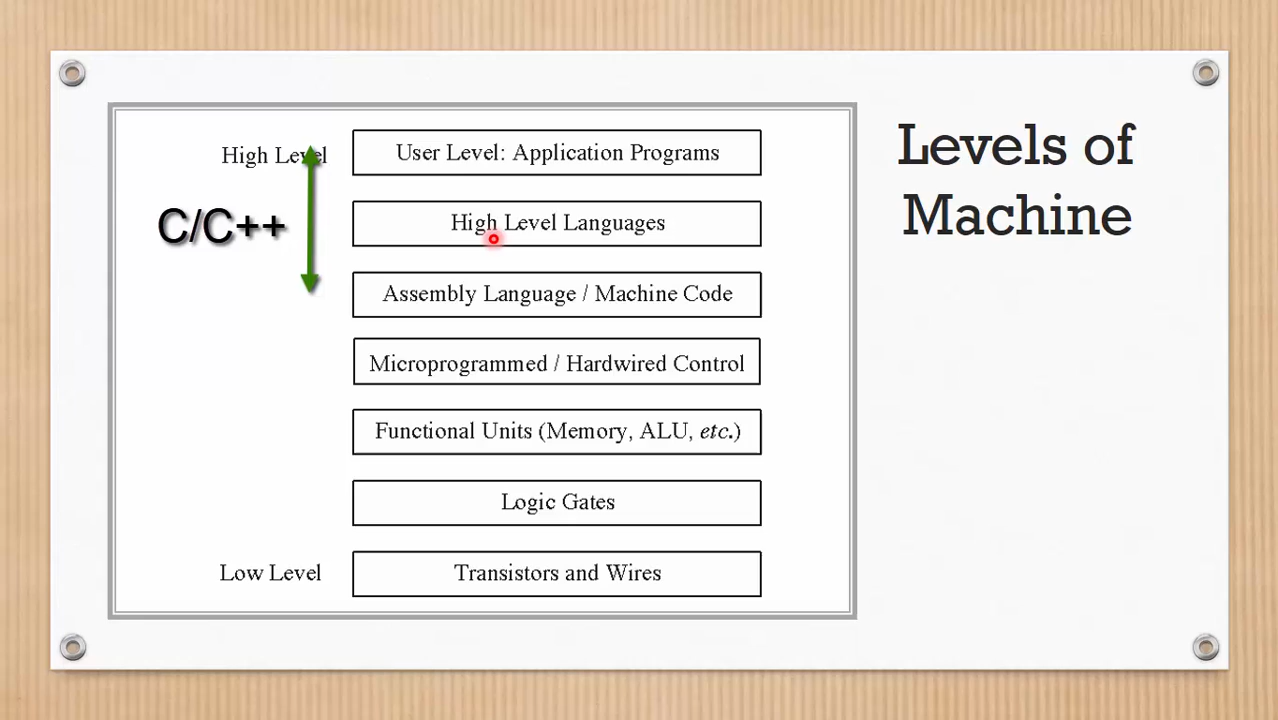 Levels of
Machine
High Level
User Level: Application Programs
C/C++
High Level Languages
Assembly Language / Machine Code
Microprogrammed / Hardwired Control
Functional Units (Memory, ALU, etc.)
Logic Gates
Low Level
Transistors and Wires